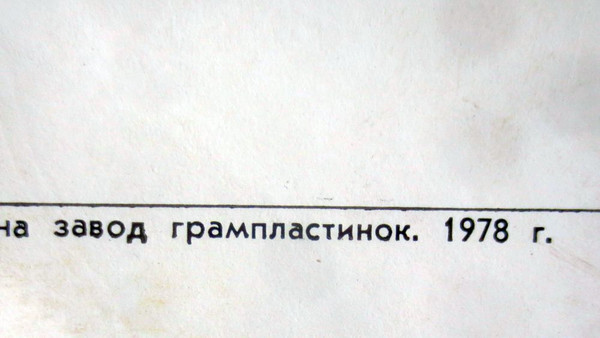 на завод грампластинок. 1978 г.